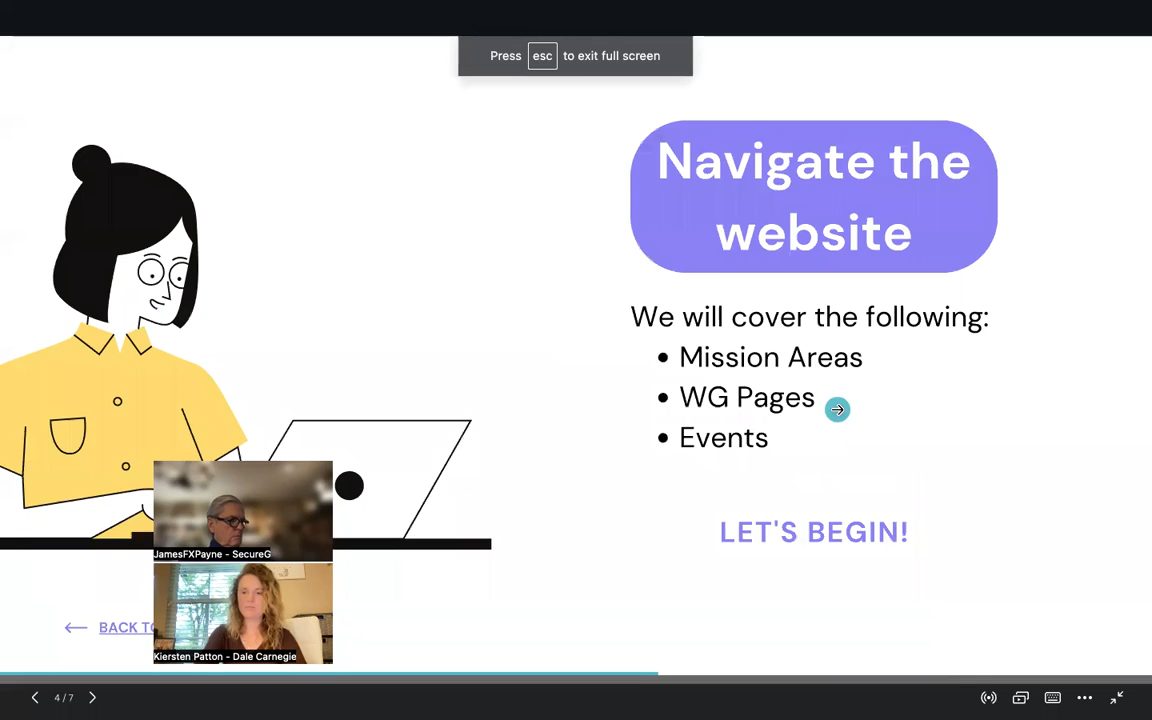 Press esc to exit full screen
Navigate the
website
We will cover the following:
• Mission Areas
• WG Pages
• Events
LET'S BEGIN!
JamesFXPayne - SecureG
Kiersten Patton - Dale Carnegie
← BACK TO
4 / 7